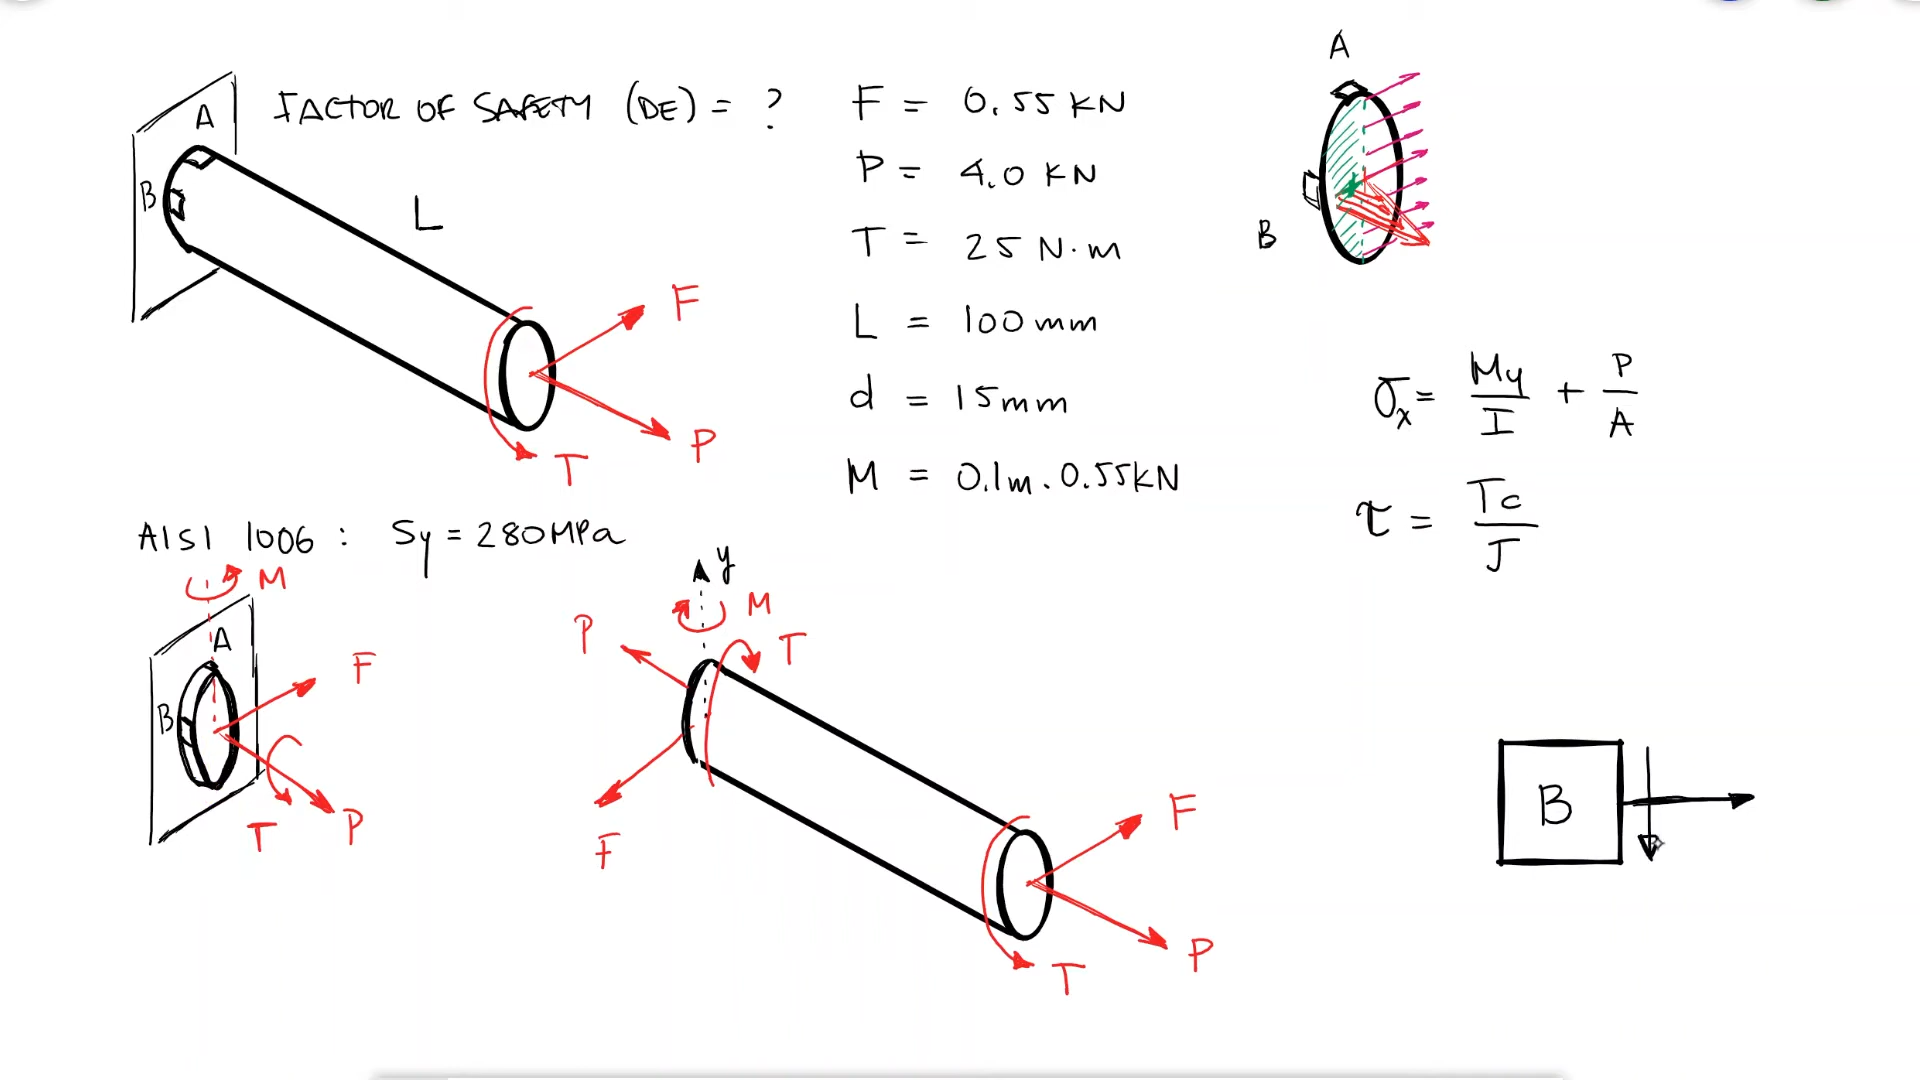 FACTOR OF SAFETY (DE) = ?
A
B
L
F
P
T
F = 0.55 KN
P = 4.0 KN
T = 25 N·m
L = 100 mm
d = 15mm
M = 0.1m. 0.55kN
A
B
σx = My/I + P/A
τ = Tc/J
AISI 1006 : Sy = 280MPa
M
A
B
F
T
P
y
M
P
T
F
F
P
T
B